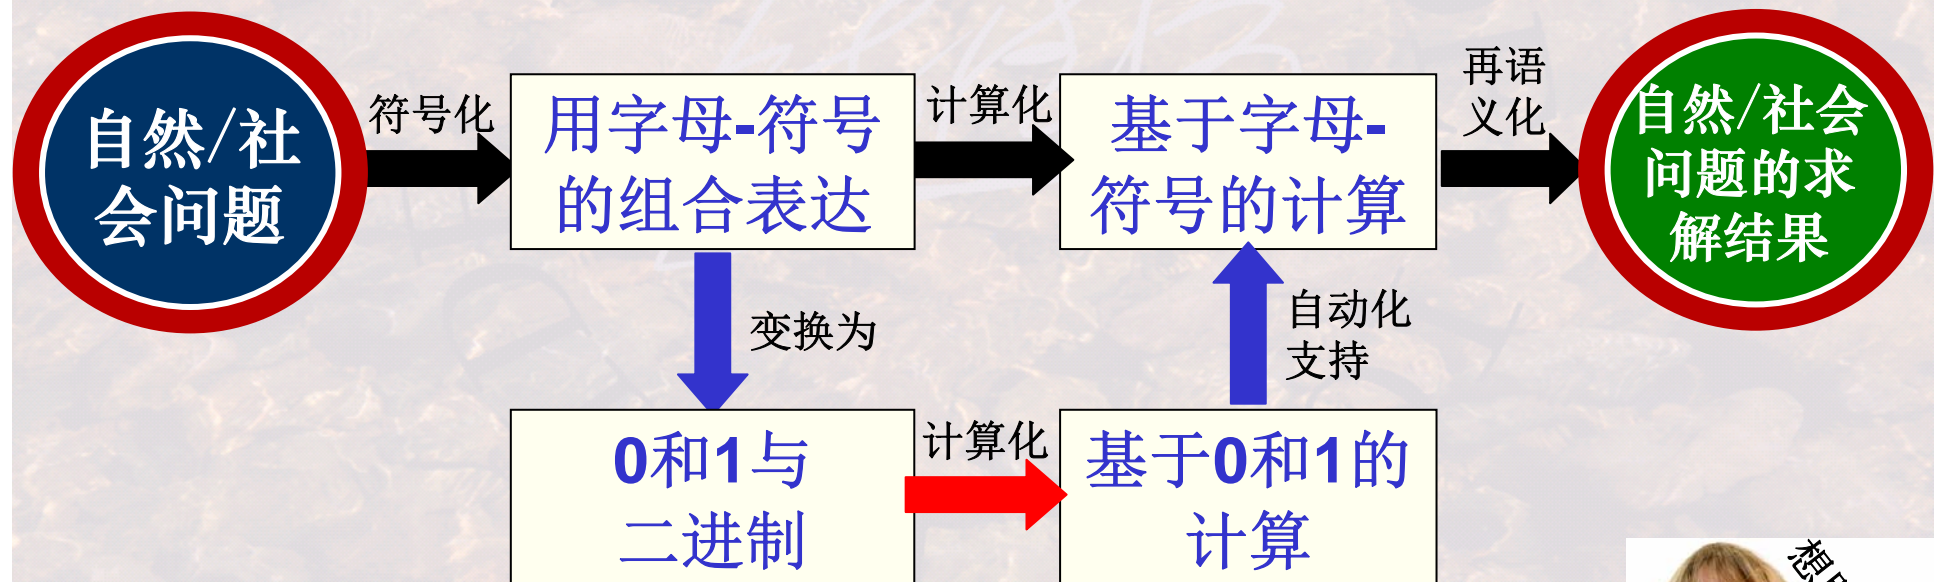 自然/社
会问题
符号化
用字母-符号
的组合表达
计算化
基于字母-
符号的计算
再语
义化
自然/社会
问题的求
解结果
变换为
自动化
支持
0和1与
二进制
计算化
基于0和1的
计算
想